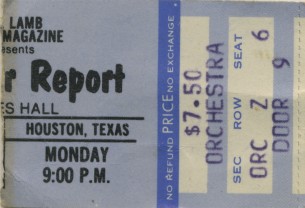 LAMB
MAGAZINE
esents
r Report
ES HALL
HOUSTON, TEXAS
MONDAY
9:00 P.M.
NO REFUND PRICE NO EXCHANGE
$7.50
ORCHESTRA
SEC ROW SEAT
ORC Z 6
DOOR 9